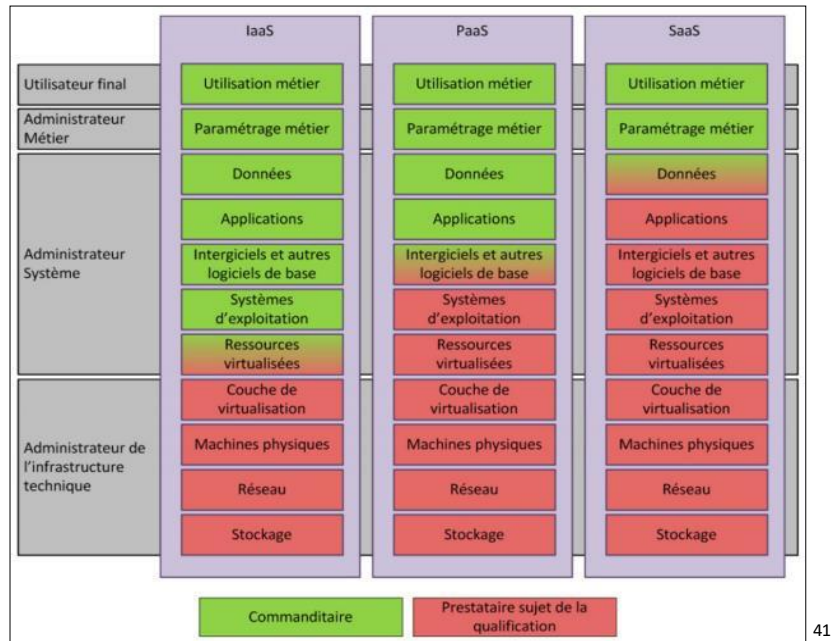 IaaS PaaS SaaS
Utilisateur final
Utilisation métier Utilisation métier Utilisation métier
Administrateur
Métier
Paramétrage métier Paramétrage métier Paramétrage métier
Administrateur
Système
Données Données Données
Applications Applications Applications
Intergiciels et autres
logiciels de base
Intergiciels et autres
logiciels de base
Intergiciels et autres
logiciels de base
Systèmes
d’exploitation
Systèmes
d’exploitation
Systèmes
d’exploitation
Ressources
virtualisées
Ressources
virtualisées
Ressources
virtualisées
Administrateur de
l’infrastructure
technique
Couche de
virtualisation
Couche de
virtualisation
Couche de
virtualisation
Machines physiques Machines physiques Machines physiques
Réseau Réseau Réseau
Stockage Stockage Stockage
Commanditaire
Prestataire sujet de la
qualification
41